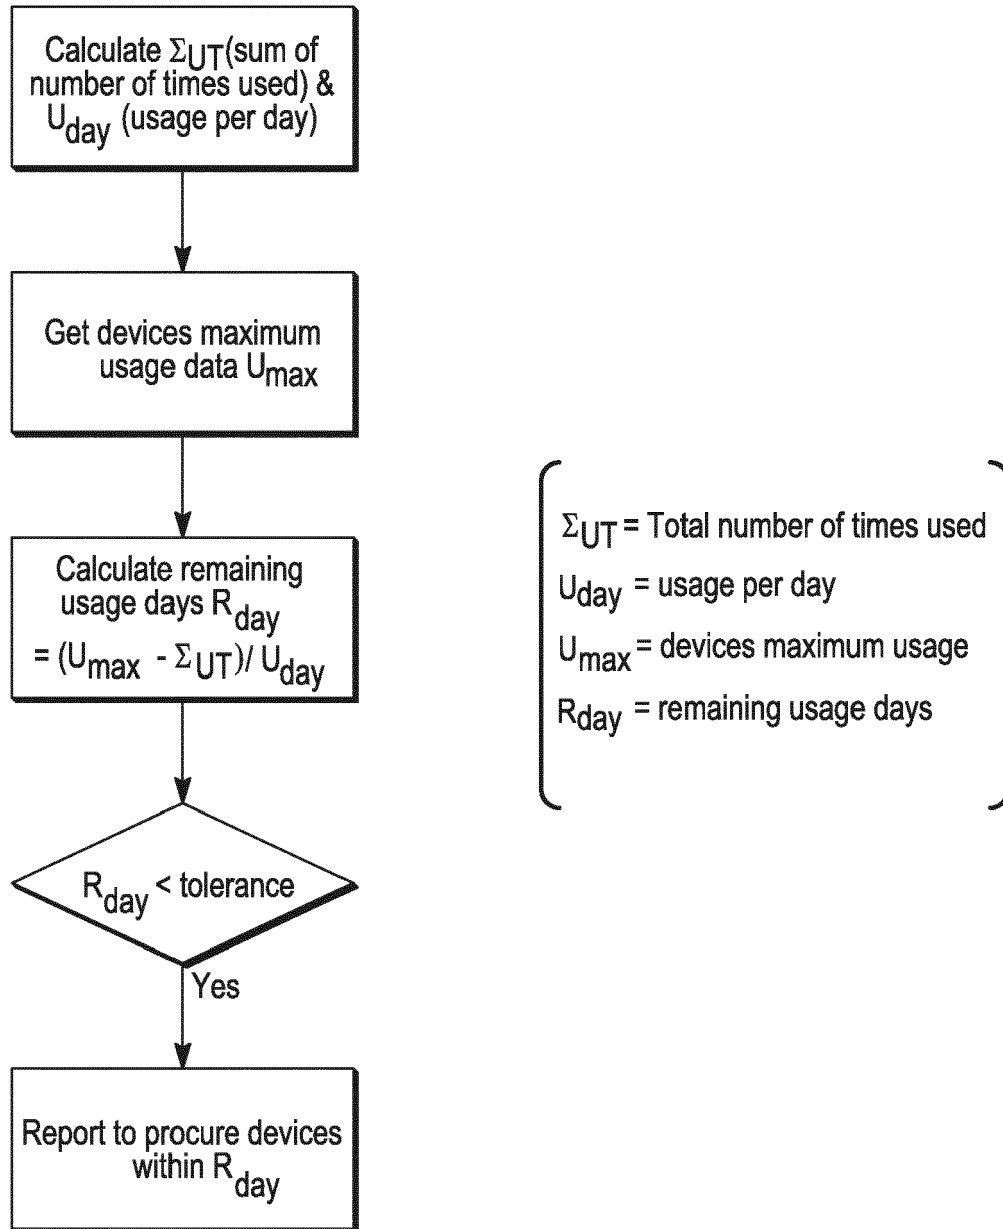 Calculate ΣUT(sum of
number of times used) &
Uday (usage per day)
Get devices maximum
usage data Umax
Calculate remaining
usage days Rday
= (Umax - ΣUT)/ Uday
Rday < tolerance
Yes
Report to procure devices
within Rday
ΣUT = Total number of times used
Uday = usage per day
Umax = devices maximum usage
Rday = remaining usage days